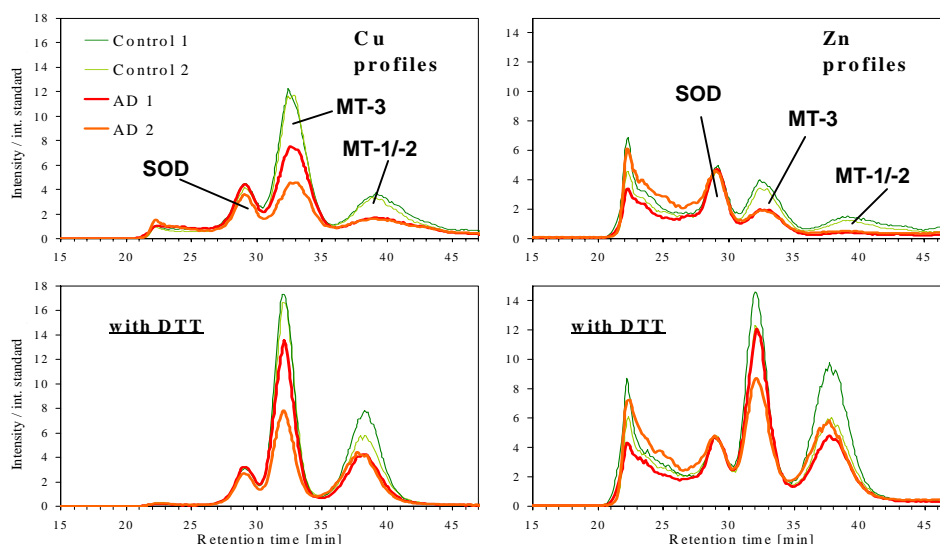 Cu
profiles
Control 1
Control 2
AD 1
AD 2
SOD
MT-3
MT-1/-2
Intensity / int. standard
18
16
14
12
10
8
6
4
2
0
15 20 25 30 35 40 45
Zn
profiles
SOD
MT-3
MT-1/-2
14
12
10
8
6
4
2
0
15 20 25 30 35 40 45
with DTT
Intensity / int. standard
18
16
14
12
10
8
6
4
2
0
15 20 25 30 35 40 45
Retention time [min]
with DTT
14
12
10
8
6
4
2
0
15 20 25 30 35 40 45
Retention time [min]